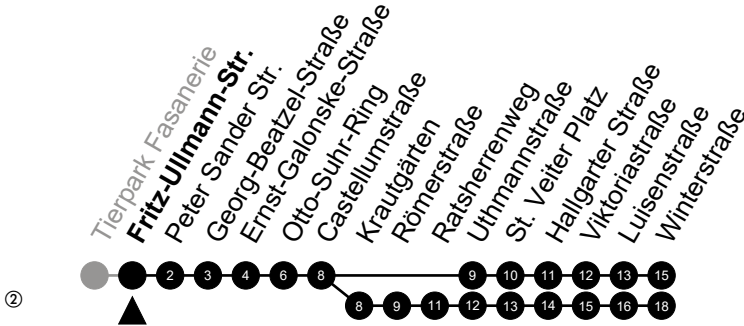 Tierpark Fasanerie
Fritz-Ullmann-Str.
Peter Sander Str.
Georg-Beatzel-Straße
Ernst-Galonske-Straße
Otto-Suhr-Ring
Castellumstraße
Krautgärten
Römerstraße
Ratsherrenweg
Uthmannstraße
St. Veiter Platz
Hallgarter Straße
Viktoriastraße
Luisenstraße
Winterstraße
2 3 4 6 8 9 10 11 12 13 15
② 8 9 11 12 13 14 15 16 18